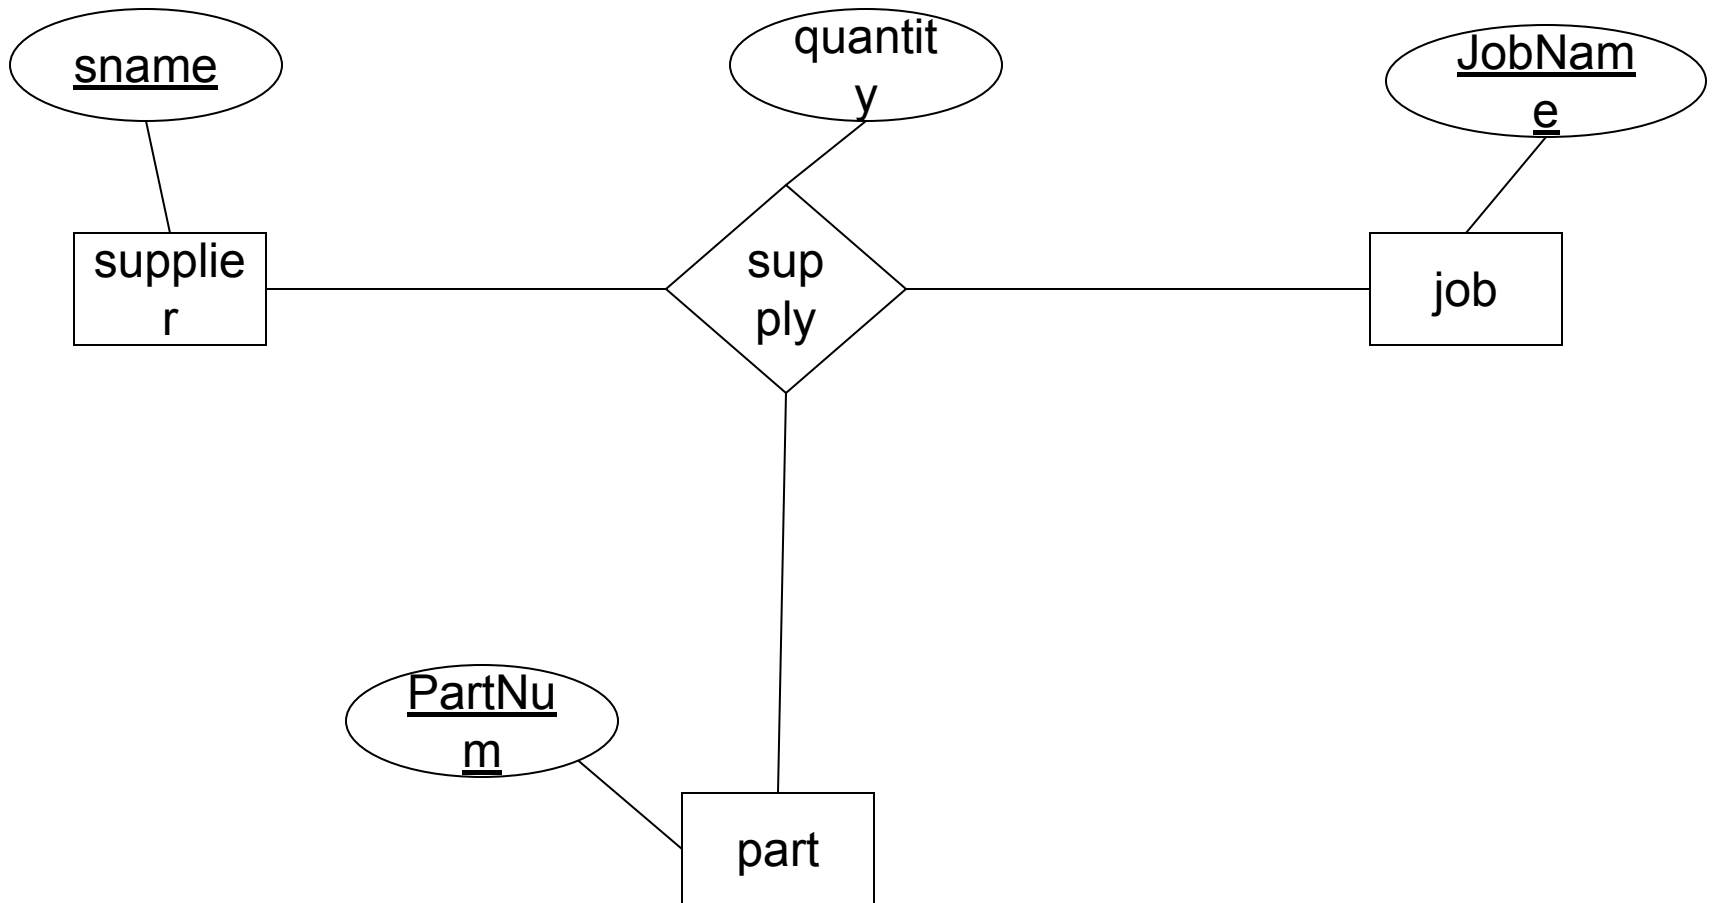 sname
quantit
y
JobNam
e
supplie
r
sup
ply
job
PartNu
m
part